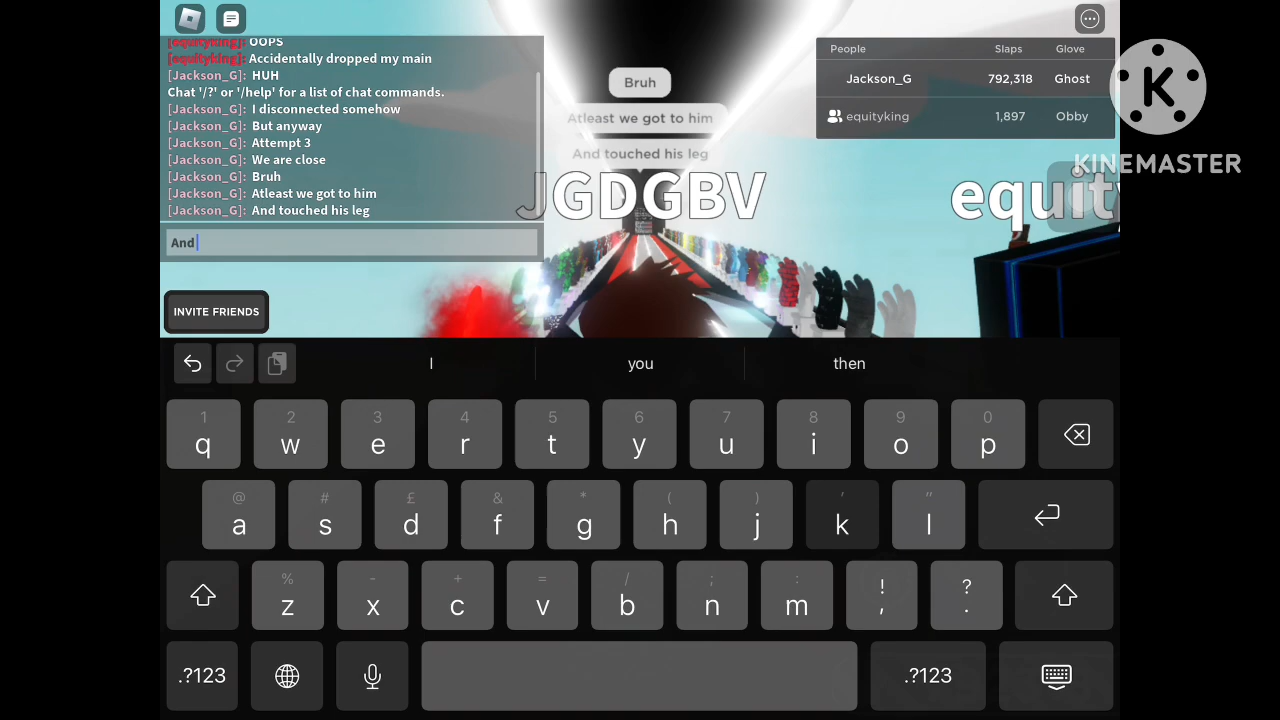 [equityking]: OOPS
[equityking]: Accidentally dropped my main
[Jackson_G]: HUH
Chat '/?' or '/help' for a list of chat commands.
[Jackson_G]: I disconnected somehow
[Jackson_G]: But anyway
[Jackson_G]: Attempt 3
[Jackson_G]: We are close
[Jackson_G]: Bruh
[Jackson_G]: Atleast we got to him
[Jackson_G]: And touched his leg
And
INVITE FRIENDS
Bruh
Atleast we got to him
And touched his leg
JGDGBV
equity
People Slaps Glove
Jackson_G 792,318 Ghost
equityking 1,897 Obby
K
KINEMASTER
I you then
1 2 3 4 5 6 7 8 9 0
q w e r t y u i o p
@ # £ & * ( ) ' "
a s d f g h j k l
% - + = / ; : ! ?
z x c v b n m , .
.?123 .?123